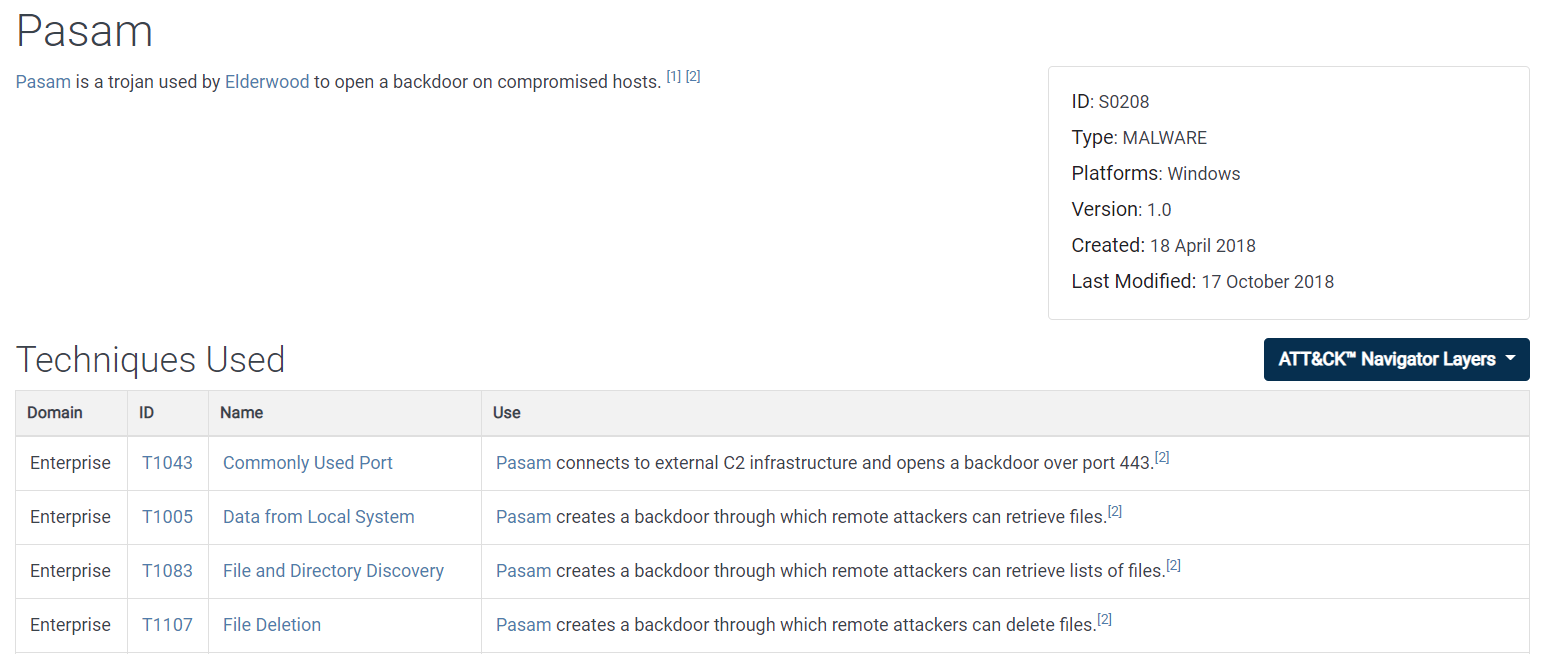 Pasam
Pasam is a trojan used by Elderwood to open a backdoor on compromised hosts. [1] [2]
ID: S0208
Type: MALWARE
Platforms: Windows
Version: 1.0
Created: 18 April 2018
Last Modified: 17 October 2018
Techniques Used
ATT&CK™ Navigator Layers
Domain ID Name Use
Enterprise T1043 Commonly Used Port Pasam connects to external C2 infrastructure and opens a backdoor over port 443.[2]
Enterprise T1005 Data from Local System Pasam creates a backdoor through which remote attackers can retrieve files.[2]
Enterprise T1083 File and Directory Discovery Pasam creates a backdoor through which remote attackers can retrieve lists of files.[2]
Enterprise T1107 File Deletion Pasam creates a backdoor through which remote attackers can delete files.[2]